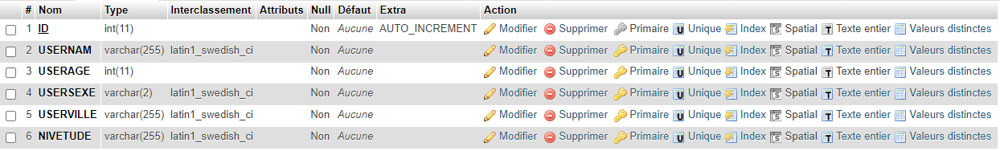 # Nom Type Interclassement Attributs Null Défaut Extra Action
1 ID int(11) Non Aucune AUTO_INCREMENT Modifier Supprimer Primaire Unique Index Spatial Texte entier Valeurs distinctes
2 USERNAM varchar(255) latin1_swedish_ci Non Aucune Modifier Supprimer Primaire Unique Index Spatial Texte entier Valeurs distinctes
3 USERAGE int(11) Non Aucune Modifier Supprimer Primaire Unique Index Spatial Texte entier Valeurs distinctes
4 USERSEXE varchar(2) latin1_swedish_ci Non Aucune Modifier Supprimer Primaire Unique Index Spatial Texte entier Valeurs distinctes
5 USERVILLE varchar(255) latin1_swedish_ci Non Aucune Modifier Supprimer Primaire Unique Index Spatial Texte entier Valeurs distinctes
6 NIVETUDE varchar(255) latin1_swedish_ci Non Aucune Modifier Supprimer Primaire Unique Index Spatial Texte entier Valeurs distinctes